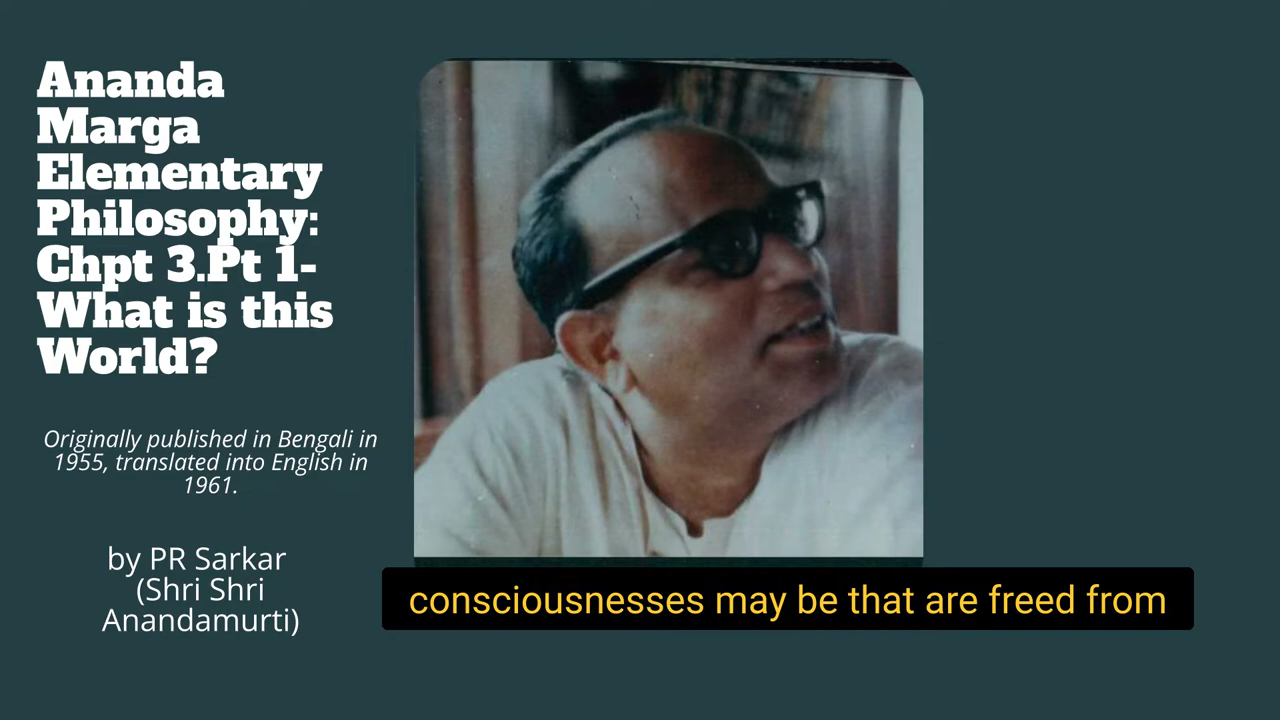 Ananda
Marga
Elementary
Philosophy:
Chpt 3.Pt 1-
What is this
World?
Originally published in Bengali in
1955, translated into English in
1961.
by PR Sarkar
(Shri Shri
Anandamurti)
consciousnesses may be that are freed from